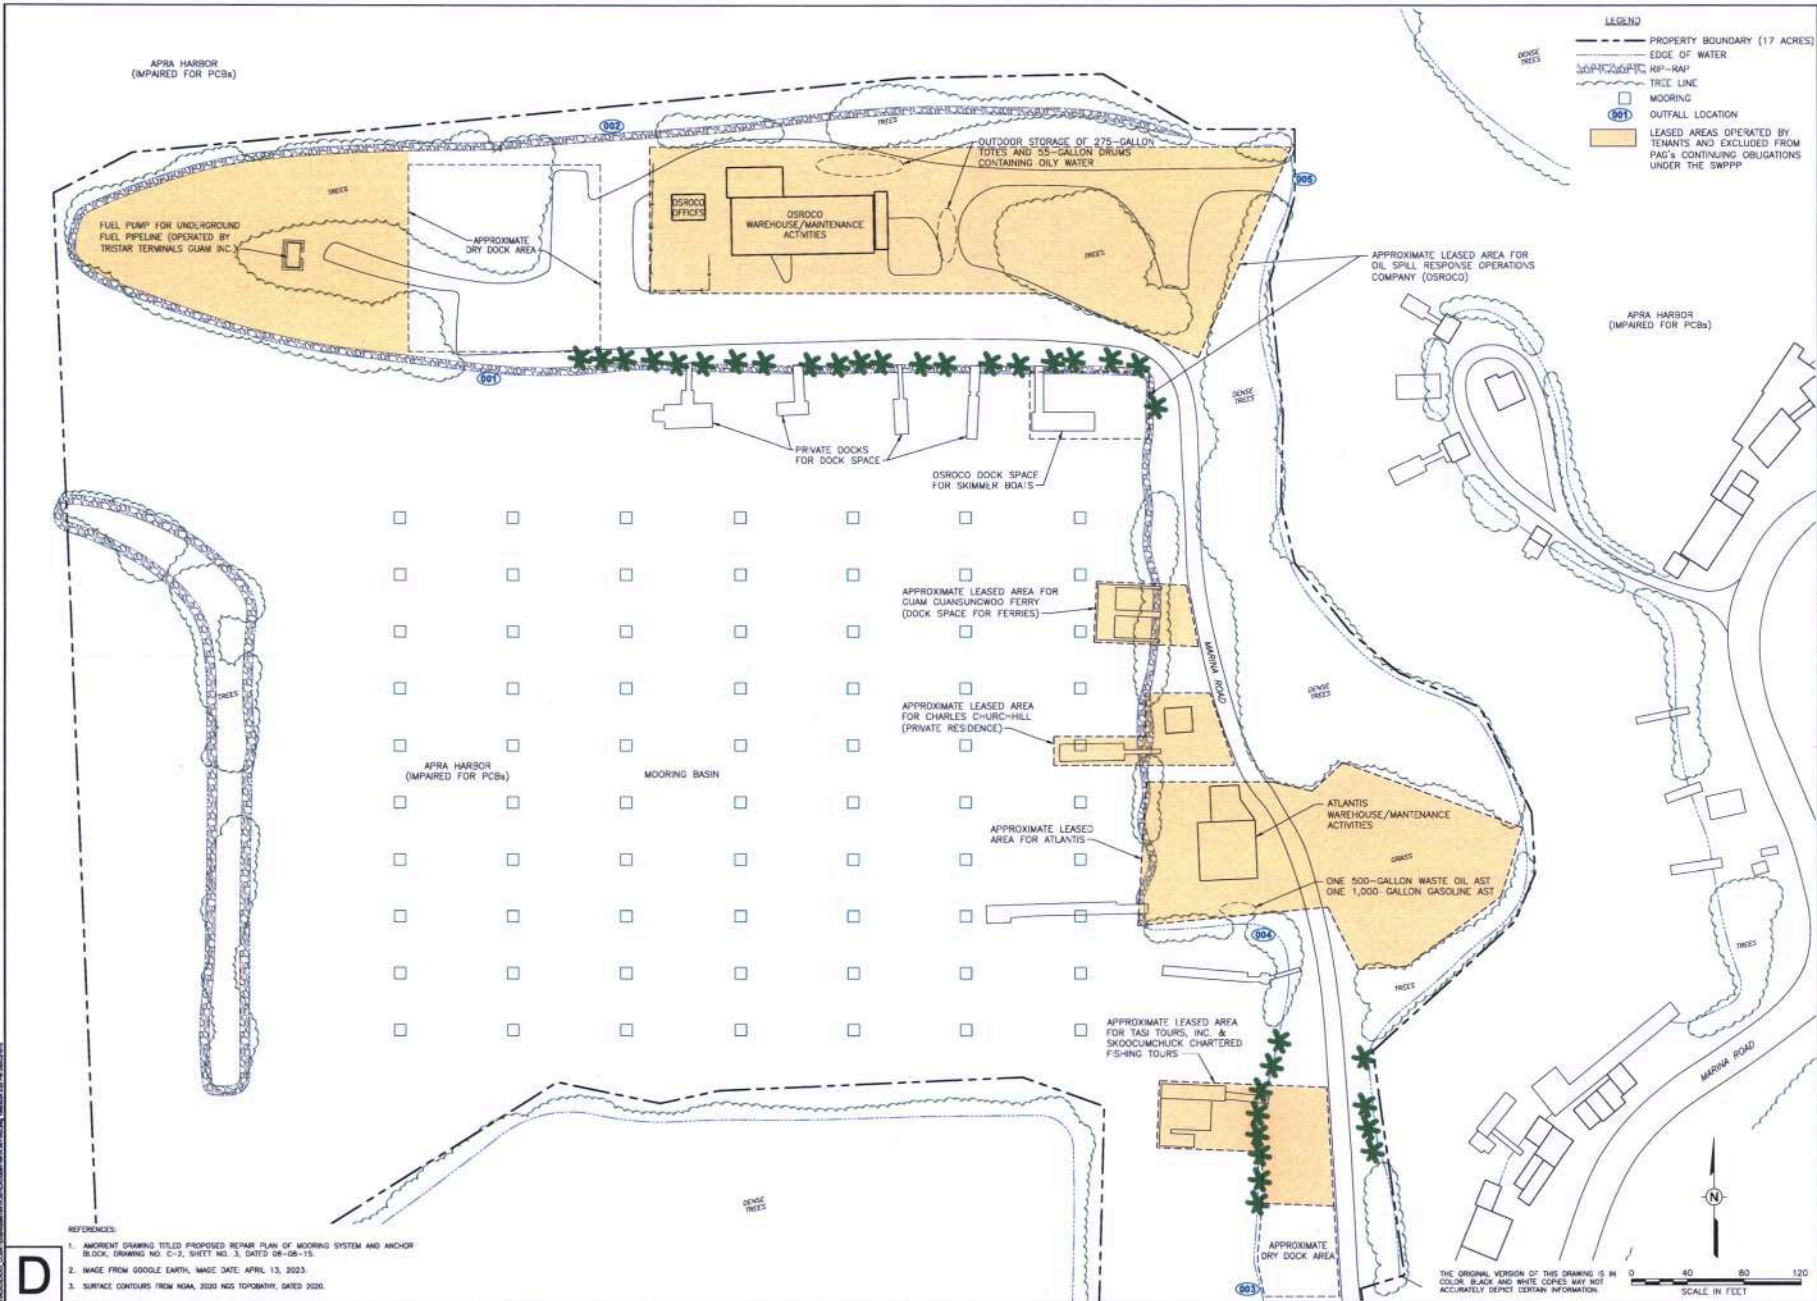 LEGEND
PROPERTY BOUNDARY (17 ACRES)
EDGE OF WATER
RIP-RAP
TREE LINE
MOORING
001
OUTFALL LOCATION
LEASED AREAS OPERATED BY
TENANTS AND EXCLUDED FROM
PAG's CONTINUING OBLIGATIONS
UNDER THE SWPPP
APRA HARBOR
(IMPAIRED FOR PCBs)
DENSE
TREES
002
TREES
OUTDOOR STORAGE OF 275-GALLON
TOTES AND 55-GALLON DRUMS
CONTAINING OILY WATER
005
TREES
OSROCO
OFFICES
OSROCO
WAREHOUSE/MAINTENANCE
ACTIVITIES
FUEL PUMP FOR UNDERGROUND
FUEL PIPELINE (OPERATED BY
TRISTAR TERMINALS GUAM INC.)
APPROXIMATE
DRY DOCK AREA
TREES
APPROXIMATE LEASED AREA FOR
OIL SPILL RESPONSE OPERATIONS
COMPANY (OSROCO)
APRA HARBOR
(IMPAIRED FOR PCBs)
001
DENSE
TREES
PRIVATE DOCKS
FOR DOCK SPACE
OSROCO DOCK SPACE
FOR SKIMMER BOATS
APPROXIMATE LEASED AREA FOR
GUAM GUANSUNGWOO FERRY
(DOCK SPACE FOR FERRIES)
MARINA ROAD
DENSE
TREES
TREES
APPROXIMATE LEASED AREA
FOR CHARLES CHURCHHILL
(PRIVATE RESIDENCE)
APRA HARBOR
(IMPAIRED FOR PCBs)
MOORING BASIN
APPROXIMATE LEASED
AREA FOR ATLANTIS
ATLANTIS
WAREHOUSE/MANTENANCE
ACTIVITIES
GRASS
ONE 500-GALLON WASTE OIL AST
ONE 1,000-GALLON GASOLINE AST
004
TREES
TREES
APPROXIMATE LEASED AREA
FOR TASI TOURS, INC. &
SKOOCUMCHUCK CHARTERED
FISHING TOURS
MARINA ROAD
DENSE
TREES
N
APPROXIMATE
DRY DOCK AREA
003
REFERENCES:
1. AMORIENT DRAWING TITLED PROPOSED REPAIR PLAN OF MOORING SYSTEM AND ANCHOR
BLOCK, DRAWING NO. C-2, SHEET NO. 3, DATED 08-08-15.
2. IMAGE FROM GOOGLE EARTH, IMAGE DATE: APRIL 13, 2023.
3. SURFACE CONTOURS FROM NOAA, 2020 NGS TOPOBATHY, DATED 2020.
D
THE ORIGINAL VERSION OF THIS DRAWING IS IN
COLOR. BLACK AND WHITE COPIES MAY NOT
ACCURATELY DEPICT CERTAIN INFORMATION.
0 40 80 120
SCALE IN FEET